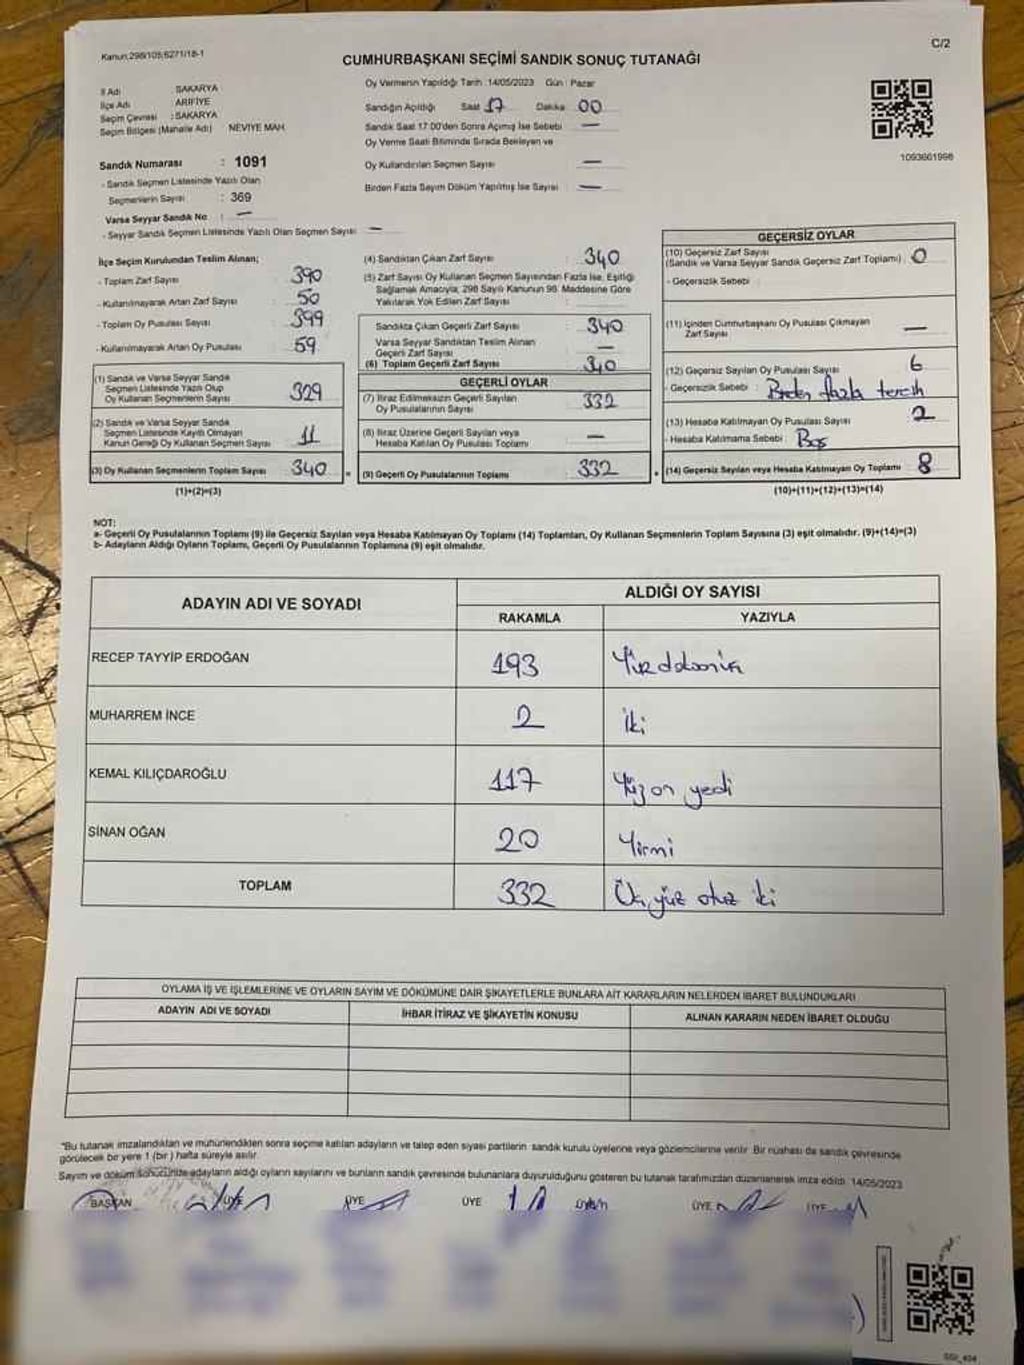 Kanun:298/105;6271/18-1
C/2
CUMHURBAŞKANI SEÇİMİ SANDIK SONUÇ TUTANAĞI
İl Adı : SAKARYA
İlçe Adı : ARİFİYE
Seçim Çevresi : SAKARYA
Seçim Bölgesi (Mahalle Adı) NEVİYE MAH.
Oy Vermenin Yapıldığı Tarih :14/05/2023 Gün : Pazar
Sandığın Açıldığı Saat 17 Dakika 00
Sandık Saat 17:00'den Sonra Açılmış İse Sebebi —
Oy Verme Saati Bitiminde Sırada Bekleyen ve
Oy Kullandırılan Seçmen Sayısı —
Birden Fazla Sayım Döküm Yapılmış İse Sayısı —
1093661998
Sandık Numarası : 1091
- Sandık Seçmen Listesinde Yazılı Olan
Seçmenlerin Sayısı : 369
Varsa Seyyar Sandık No : —
- Seyyar Sandık Seçmen Listesinde Yazılı Olan Seçmen Sayısı —
İlçe Seçim Kurulundan Teslim Alınan;
- Toplam Zarf Sayısı 390
- Kullanılmayarak Artan Zarf Sayısı 50
- Toplam Oy Pusulası Sayısı 399
- Kullanılmayarak Artan Oy Pusulası 59
(1) Sandık ve Varsa Seyyar Sandık
Seçmen Listesinde Yazılı Olup
Oy Kullanan Seçmenlerin Sayısı 329
(2) Sandık ve Varsa Seyyar Sandık
Seçmen Listesinde Kayıtlı Olmayan
Kanun Gereği Oy Kullanan Seçmen Sayısı 11
(3) Oy Kullanan Seçmenlerin Toplam Sayısı 340
(1)+(2)=(3)
(4) Sandıktan Çıkan Zarf Sayısı : 340
(5) Zarf Sayısı Oy Kullanan Seçmen Sayısından Fazla İse, Eşitliği
Sağlamak Amacıyla; 298 Sayılı Kanunun 98. Maddesine Göre
Yakılarak Yok Edilen Zarf Sayısı :
Sandıkta Çıkan Geçerli Zarf Sayısı : 340
Varsa Seyyar Sandıktan Teslim Alınan
Geçerli Zarf Sayısı —
(6) Toplam Geçerli Zarf Sayısı 340
GEÇERLİ OYLAR
(7) İtiraz Edilmeksizin Geçerli Sayılan
Oy Pusulalarının Sayısı : 332
(8) İtiraz Üzerine Geçerli Sayılan veya
Hesaba Katılan Oy Pusulası Toplamı —
(9) Geçerli Oy Pusulalarının Toplamı : 332
GEÇERSİZ OYLAR
(10) Geçersiz Zarf Sayısı
(Sandık ve Varsa Seyyar Sandık Geçersiz Zarf Toplamı) : 0
- Geçersizlik Sebebi :
(11) İçinden Cumhurbaşkanı Oy Pusulası Çıkmayan
Zarf Sayısı —
(12) Geçersiz Sayılan Oy Pusulası Sayısı : 6
- Geçersizlik Sebebi : Birden fazla tercih
(13) Hesaba Katılmayan Oy Pusulası Sayısı : 2
- Hesaba Katılmama Sebebi : Boş
(14) Geçersiz Sayılan veya Hesaba Katılmayan Oy Toplamı : 8
(10)+(11)+(12)+(13)=(14)
NOT:
a- Geçerli Oy Pusulalarının Toplamı (9) ile Geçersiz Sayılan veya Hesaba Katılmayan Oy Toplamı (14) Toplamları, Oy Kullanan Seçmenlerin Toplam Sayısına (3) eşit olmalıdır. (9)+(14)=(3)
b- Adayların Aldığı Oyların Toplamı, Geçerli Oy Pusulalarının Toplamına (9) eşit olmalıdır.
ADAYIN ADI VE SOYADI
ALDIĞI OY SAYISI
RAKAMLA YAZIYLA
RECEP TAYYİP ERDOĞAN 193
MUHARREM İNCE 2 iki
KEMAL KILIÇDAROĞLU 117 Yüz on yedi
SİNAN OĞAN 20 Yirmi
TOPLAM 332 Üç yüz otuz iki
OYLAMA İŞ VE İŞLEMLERİNE VE OYLARIN SAYIM VE DÖKÜMÜNE DAİR ŞİKAYETLERLE BUNLARA AİT KARARLARIN NELERDEN İBARET BULUNDUKLARI
ADAYIN ADI VE SOYADI İHBAR İTİRAZ VE ŞİKAYETİN KONUSU ALINAN KARARIN NEDEN İBARET OLDUĞU
*Bu tutanak imzalandıktan ve mühürlendikten sonra seçime katılan adayların ve talep eden siyasi partilerin sandık kurulu üyelerine veya gözlemcilerine verilir. Bir nüshası da sandık çevresinde
görülecek bir yere 1 (bir) hafta süreyle asılır.
Sayım ve döküm sonucunda adayların aldığı oyların sayılarını ve bunların sandık çevresinde bulunanlara duyurulduğunu gösteren bu tutanak tarafımızdan düzenlenerek imza edildi. 14/05/2023
BAŞKAN ÜYE ÜYE ÜYE ÜYE ÜYE